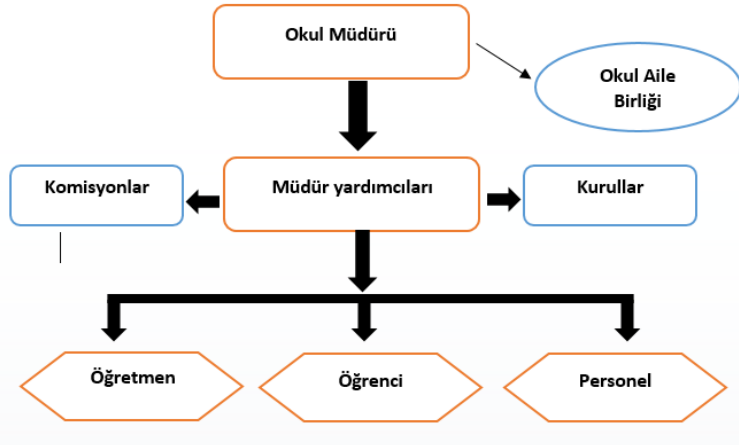 Okul Müdürü
Okul Aile
Birliği
Komisyonlar
Müdür yardımcıları
Kurullar
Öğretmen
Öğrenci
Personel